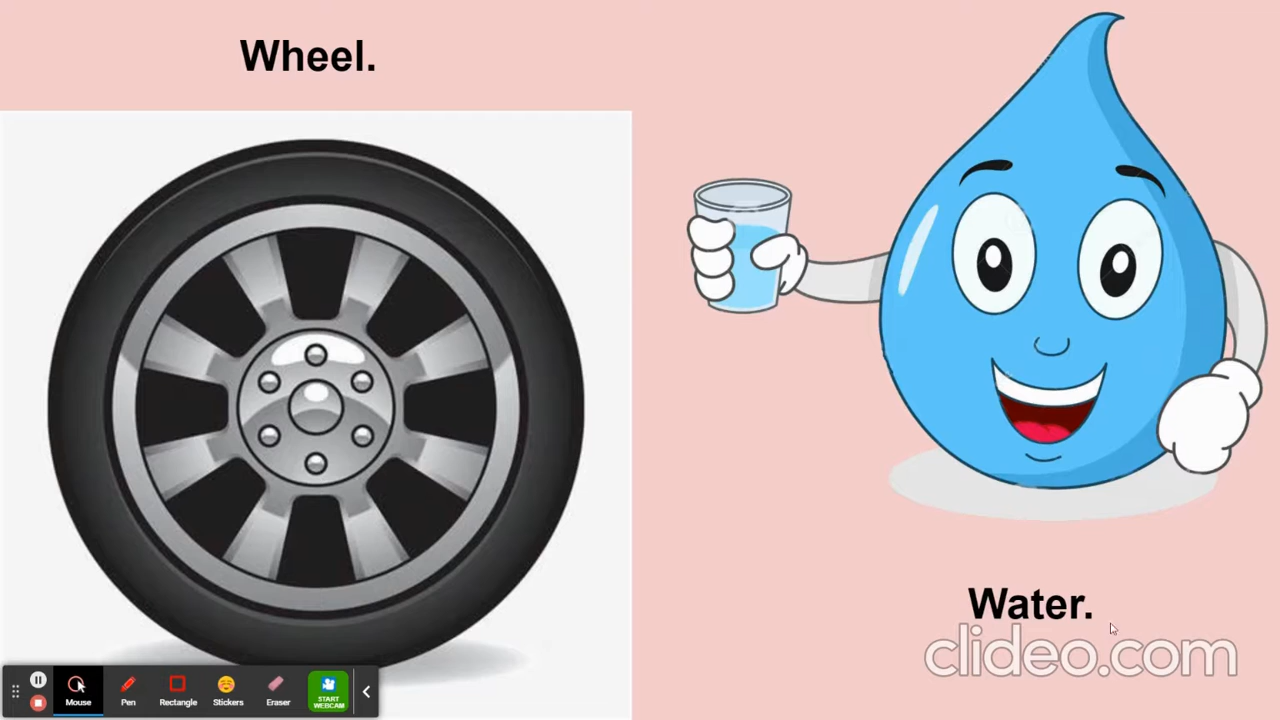 Wheel.
Water.
clideo.com
Mouse
Pen
Rectangle
Stickers
Eraser
START
WEBCAM